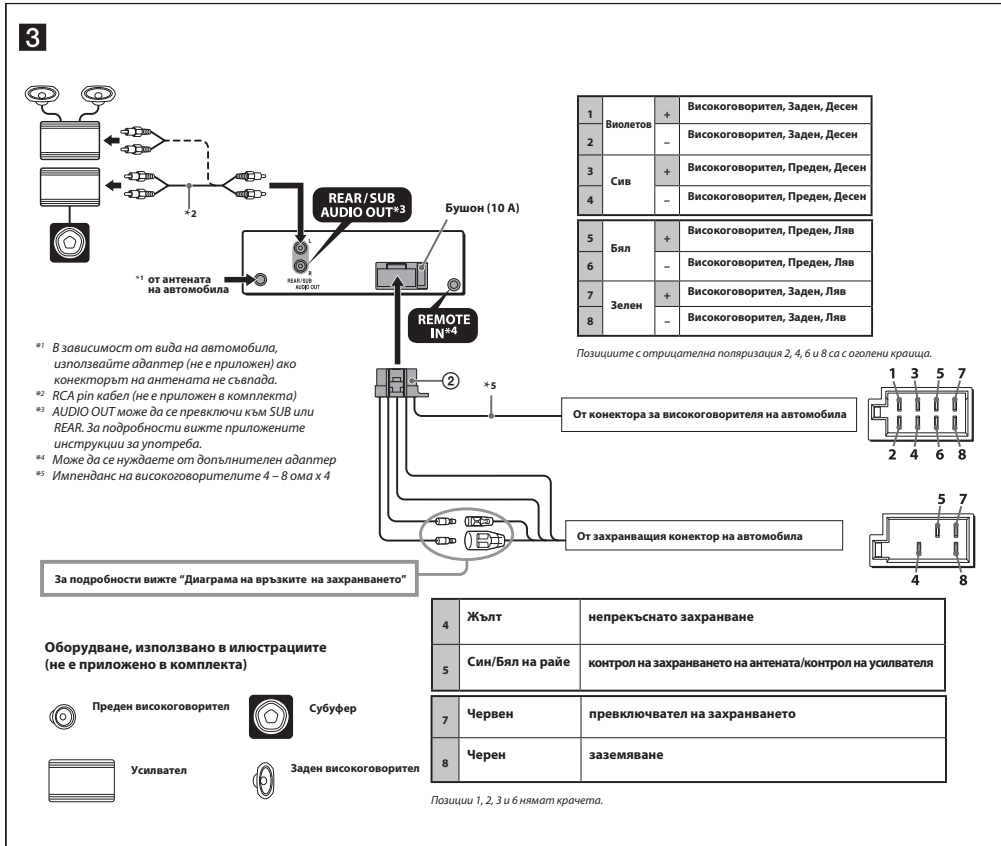 3
*2
REAR/SUB
AUDIO OUT*3
Бушон (10 A)
*1 от антената
на автомобила
L
R
REAR/SUB
AUDIO OUT
REMOTE
IN*4
1 Виолетов + Високоговорител, Заден, Десен
2 – Високоговорител, Заден, Десен
3 Сив + Високоговорител, Преден, Десен
4 – Високоговорител, Преден, Десен
5 Бял + Високоговорител, Преден, Ляв
6 – Високоговорител, Преден, Ляв
7 Зелен + Високоговорител, Заден, Ляв
8 – Високоговорител, Заден, Ляв
Позициите с отрицателна поляризация 2, 4, 6 и 8 са с оголени краища.
*1 В зависимост от вида на автомобила,
използвайте адаптер (не е приложен) ако
конекторът на антената не съвпада.
*2 RCA pin кабел (не е приложен в комплекта)
*3 AUDIO OUT може да се превключи към SUB или
REAR. За подробности вижте приложените
инструкции за употреба.
*4 Може да се нуждаете от допълнителен адаптер
*5 Импенданс на високоговорителите 4 – 8 ома x 4
2
*5
От конектора за високоговорителя на автомобила
1 3 5 7
2 4 6 8
От захранващия конектор на автомобила
5 7
4 8
За подробности вижте “Диаграма на връзките на захранването”
Оборудване, използвано в илюстрациите
(не е приложено в комплекта)
Преден високоговорител
Субуфер
Усилвател
Заден високоговорител
4 Жълт непрекъснато захранване
5 Син/Бял на райе контрол на захранването на антената/контрол на усилвателя
7 Червен превключвател на захранването
8 Черен заземяване
Позиции 1, 2, 3 и 6 нямат крачета.